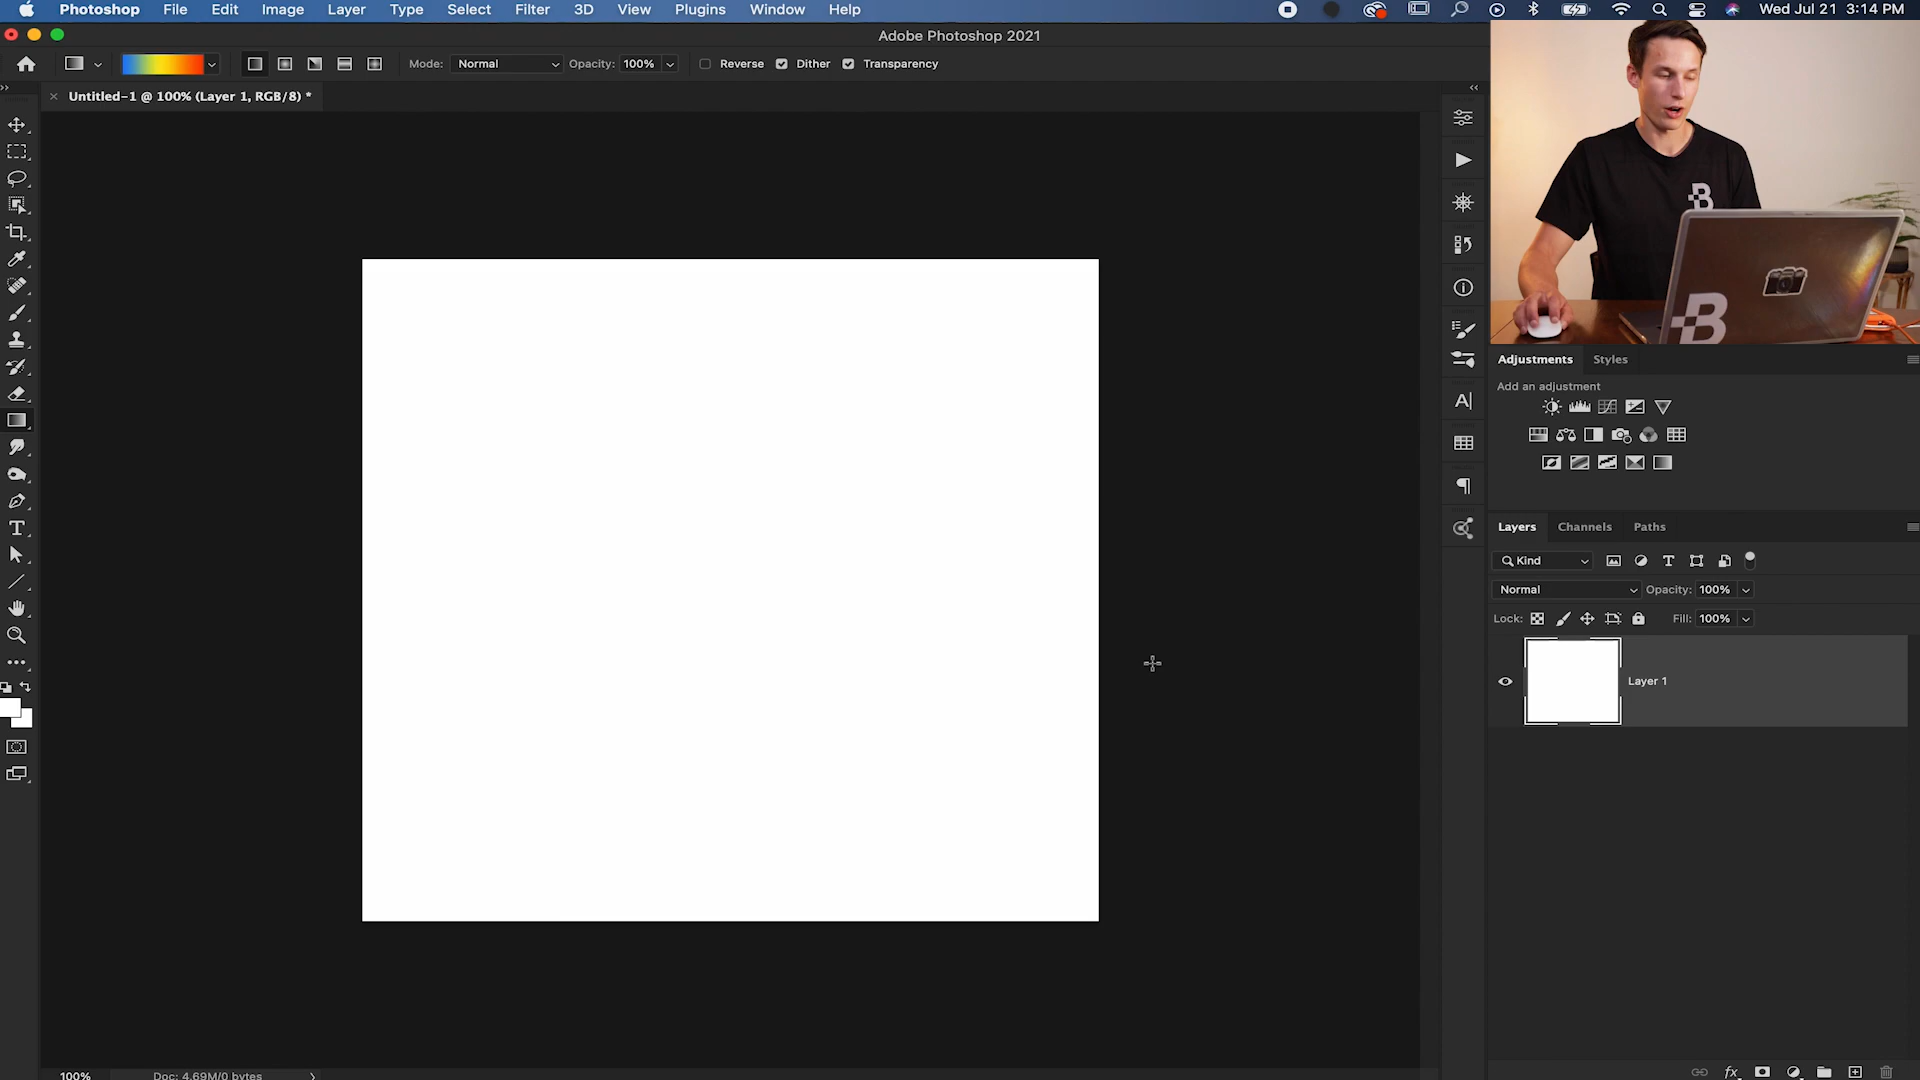 Photoshop File Edit Image Layer Type Select Filter 3D View Plugins Window Help Wed Jul 21 3:14 PM
Adobe Photoshop 2021
Mode: Normal Opacity: 100% Reverse Dither Transparency
Untitled-1 @ 100% (Layer 1, RGB/8) *
B
B
Adjustments Styles
Add an adjustment
Layers Channels Paths
Kind
Normal Opacity: 100%
Lock: Fill: 100%
Layer 1
100% Doc: 4.69M/0 bytes